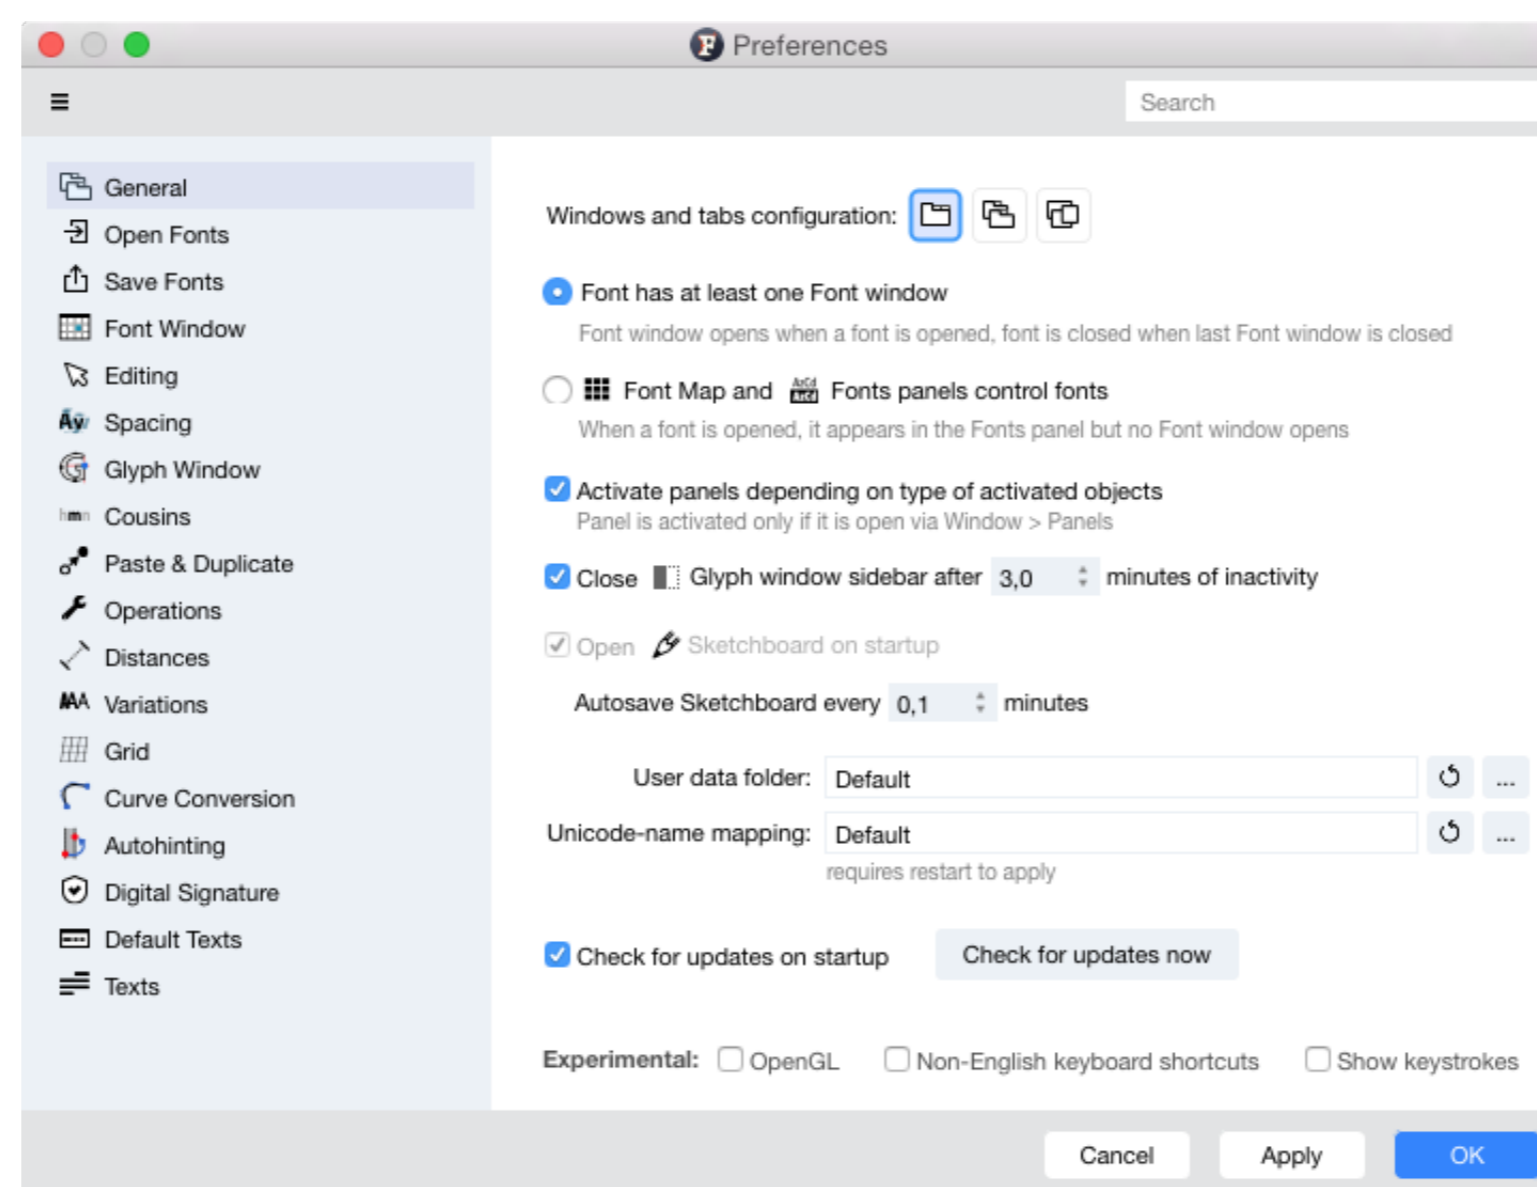 Preferences
Search
General
Open Fonts
Save Fonts
Font Window
Editing
Spacing
Glyph Window
Cousins
Paste & Duplicate
Operations
Distances
Variations
Grid
Curve Conversion
Autohinting
Digital Signature
Default Texts
Texts
Windows and tabs configuration:
Font has at least one Font window
Font window opens when a font is opened, font is closed when last Font window is closed
Font Map and Fonts panels control fonts
When a font is opened, it appears in the Fonts panel but no Font window opens
Activate panels depending on type of activated objects
Panel is activated only if it is open via Window > Panels
Close Glyph window sidebar after 3,0 minutes of inactivity
Open Sketchboard on startup
Autosave Sketchboard every 0,1 minutes
User data folder: Default ...
Unicode-name mapping: Default ...
requires restart to apply
Check for updates on startup Check for updates now
Experimental: OpenGL Non-English keyboard shortcuts Show keystrokes
Cancel Apply OK